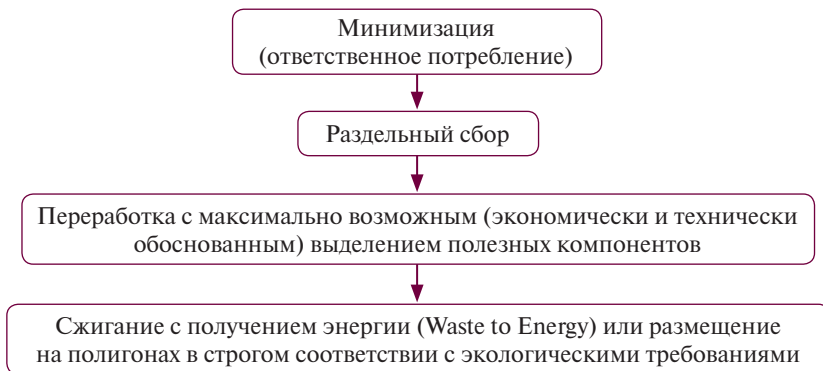 Минимизация
(ответственное потребление)
Раздельный сбор
Переработка с максимально возможным (экономически и технически
обоснованным) выделением полезных компонентов
Сжигание с получением энергии (Waste to Energy) или размещение
на полигонах в строгом соответствии с экологическими требованиями